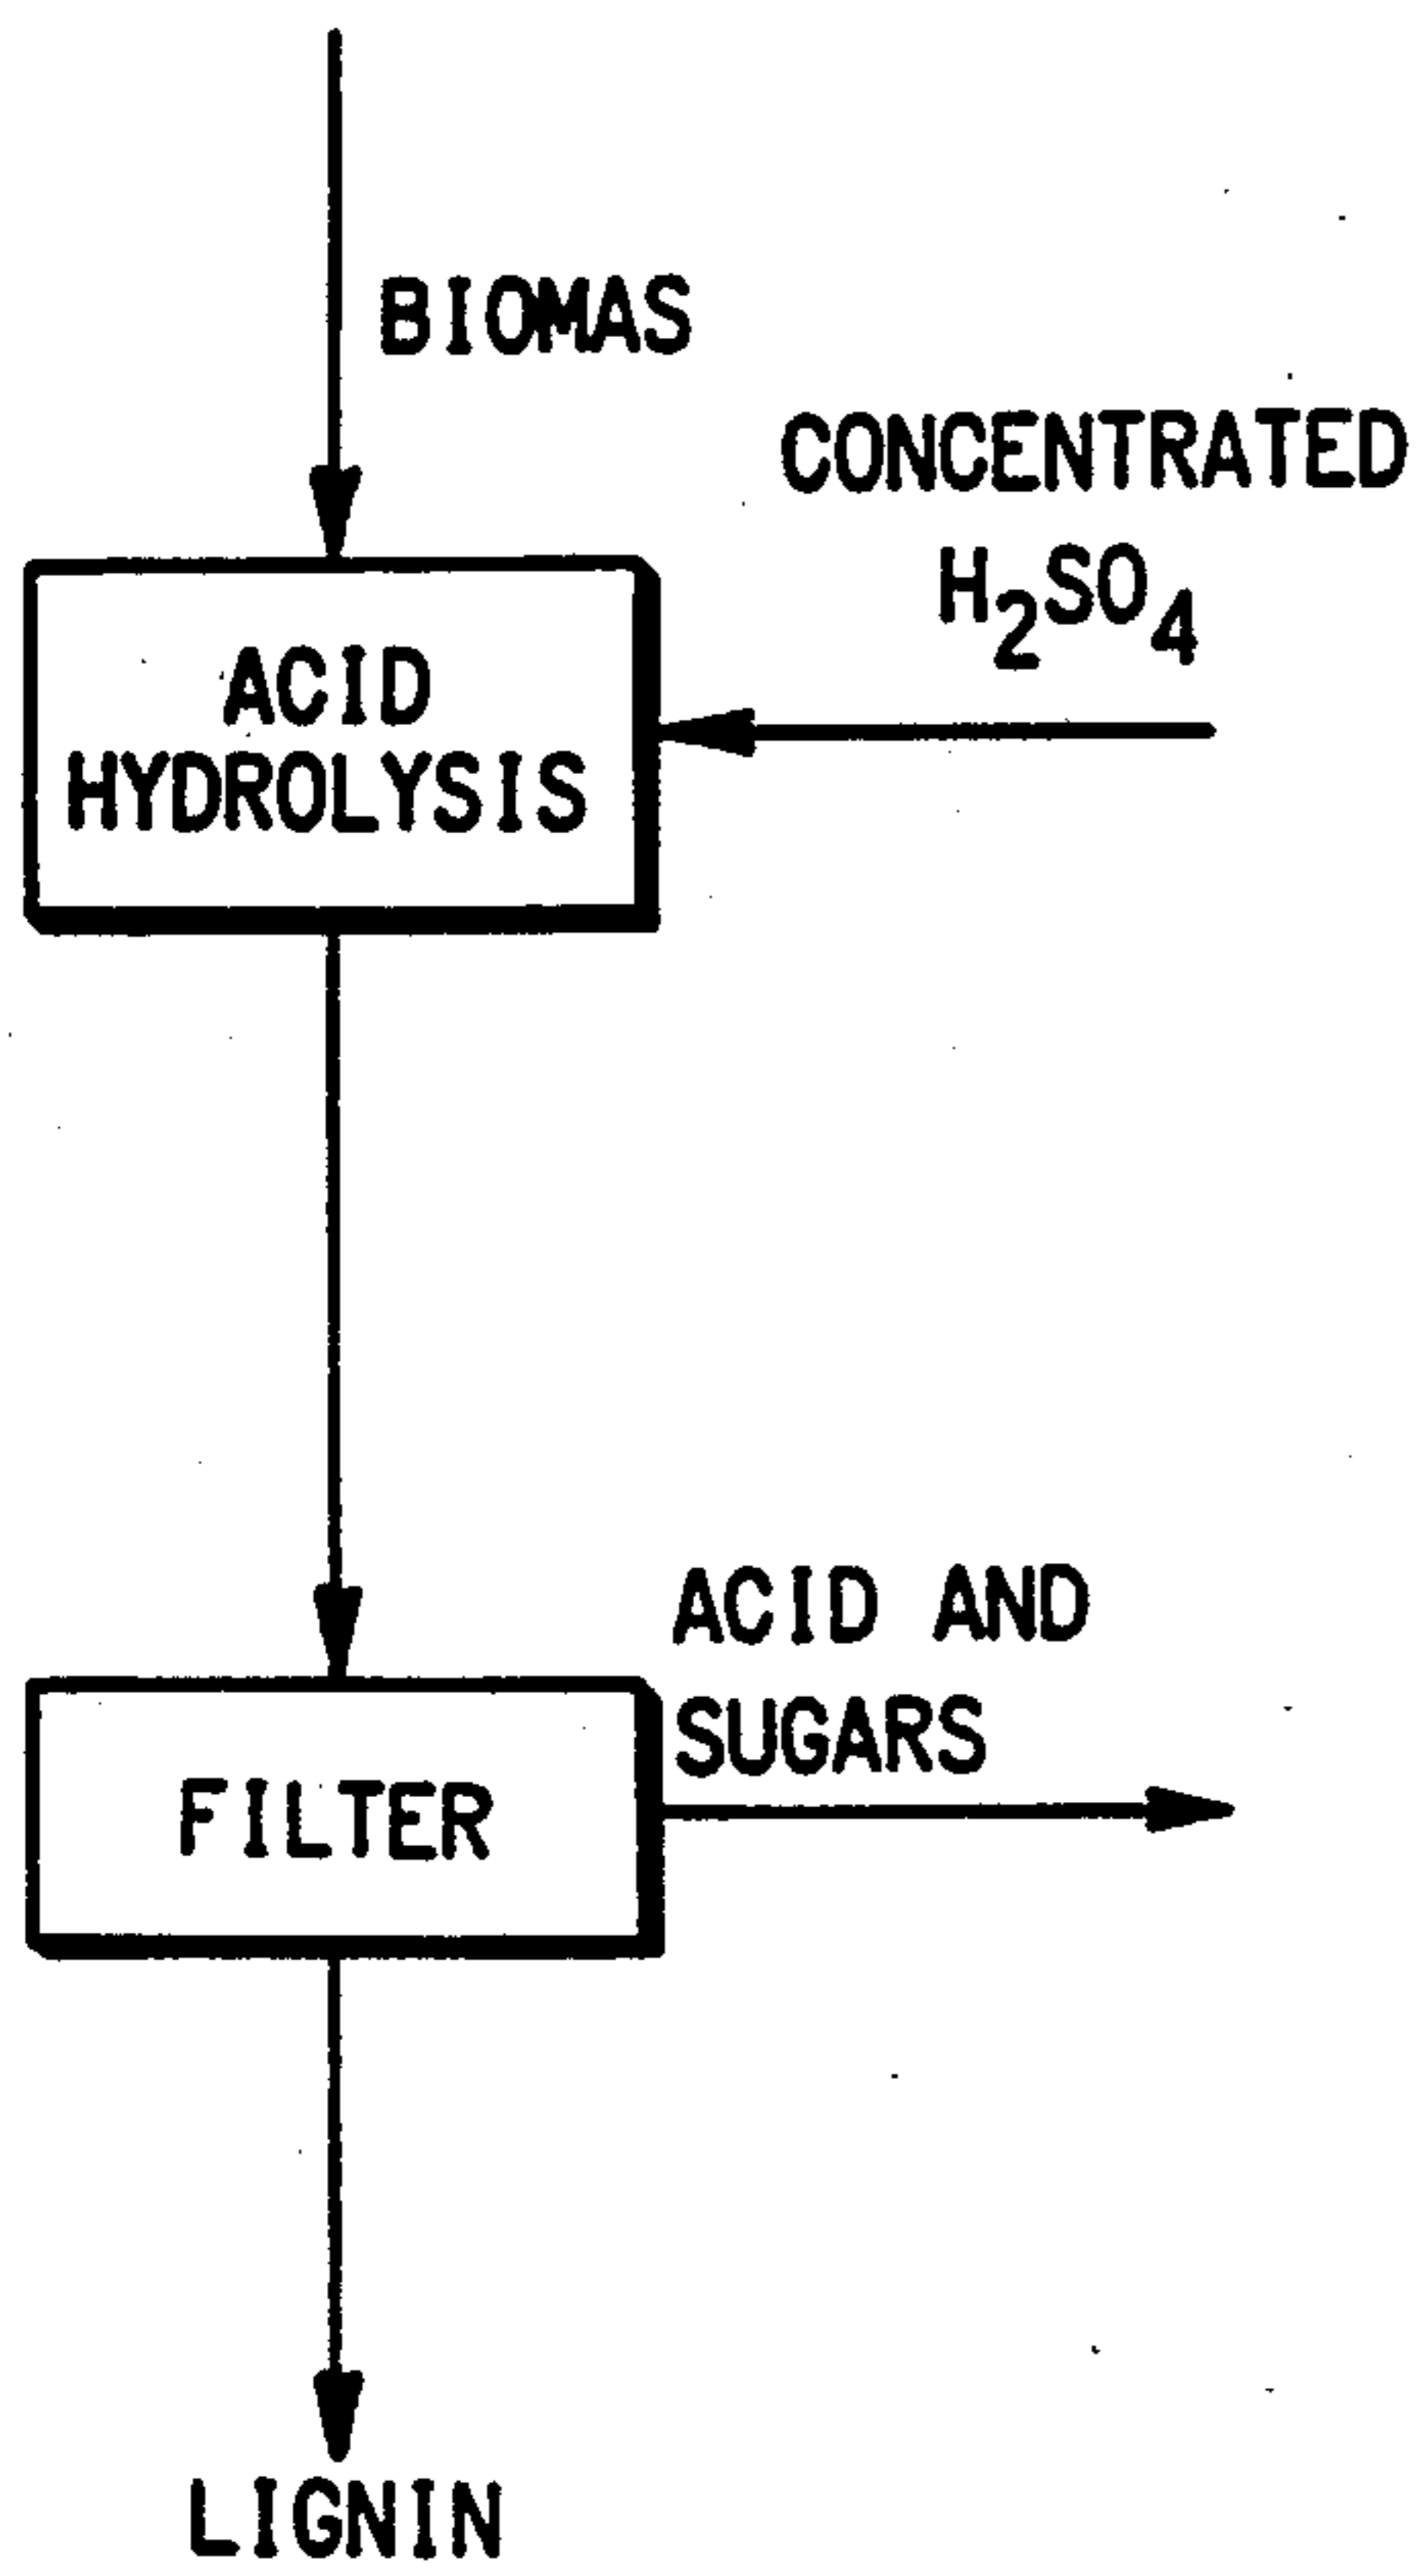 BIOMAS
CONCENTRATED
H₂SO₄
ACID
HYDROLYSIS
ACID AND
SUGARS
FILTER
LIGNIN